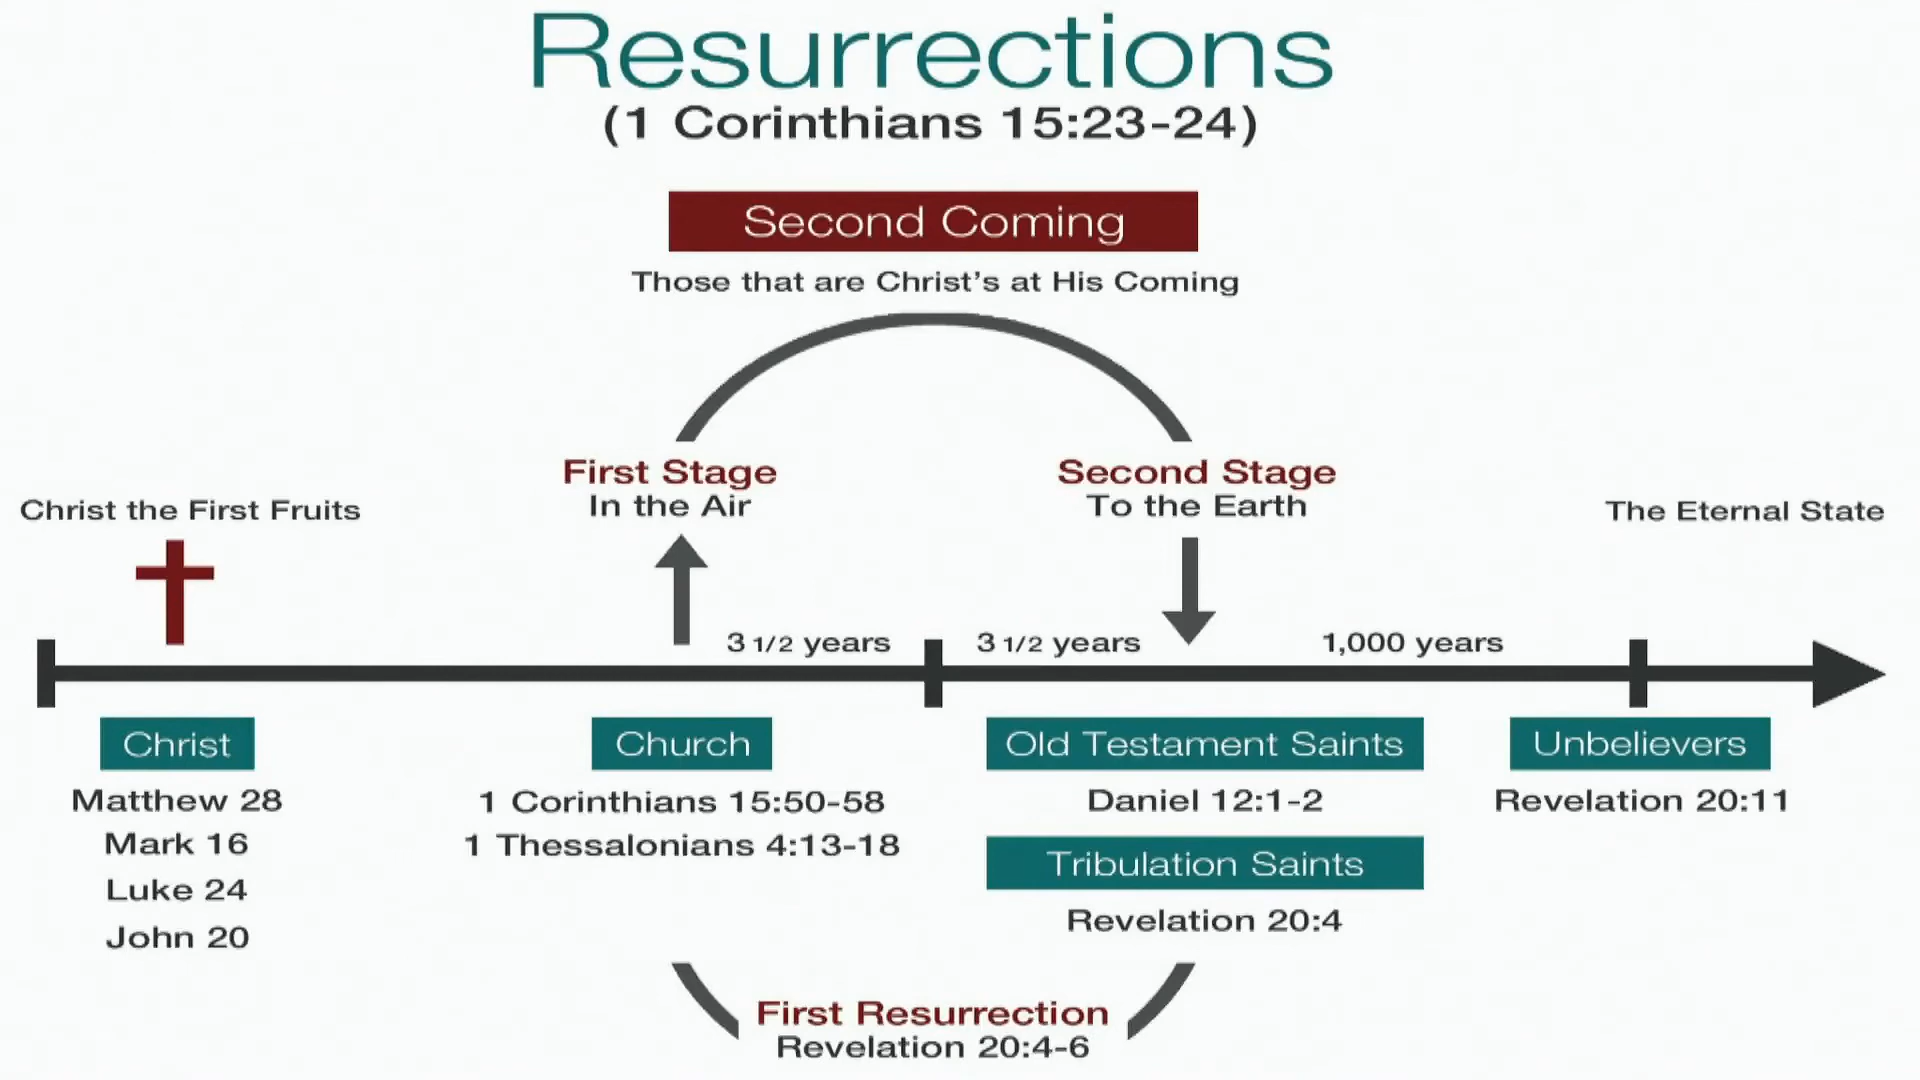 Resurrections
(1 Corinthians 15:23-24)
Second Coming
Those that are Christ's at His Coming
First Stage
In the Air
Second Stage
To the Earth
Christ the First Fruits
The Eternal State
3 1/2 years
3 1/2 years
1,000 years
Christ
Matthew 28
Mark 16
Luke 24
John 20
Church
1 Corinthians 15:50-58
1 Thessalonians 4:13-18
Old Testament Saints
Daniel 12:1-2
Tribulation Saints
Revelation 20:4
Unbelievers
Revelation 20:11
First Resurrection
Revelation 20:4-6